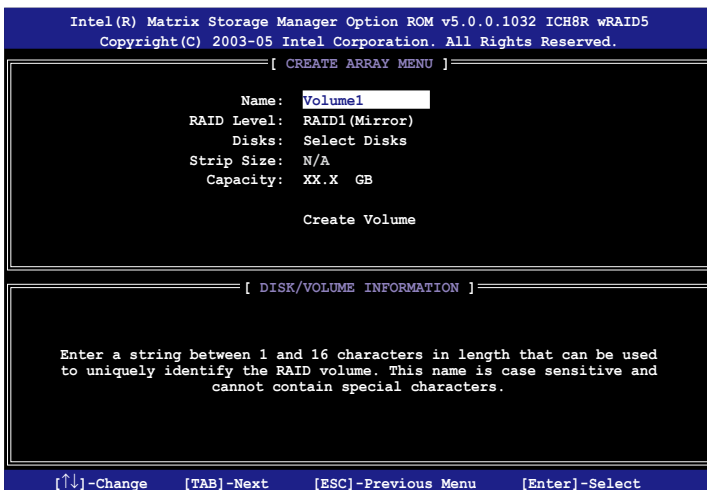 Intel(R) Matrix Storage Manager Option ROM v5.0.0.1032 ICH8R wRAID5
Copyright(C) 2003-05 Intel Corporation. All Rights Reserved.
[ CREATE ARRAY MENU ]
Name: Volume1
RAID Level: RAID1(Mirror)
Disks: Select Disks
Strip Size: N/A
Capacity: XX.X GB
Create Volume
[ DISK/VOLUME INFORMATION ]
Enter a string between 1 and 16 characters in length that can be used
to uniquely identify the RAID volume. This name is case sensitive and
cannot contain special characters.
[↑↓]-Change [TAB]-Next [ESC]-Previous Menu [Enter]-Select